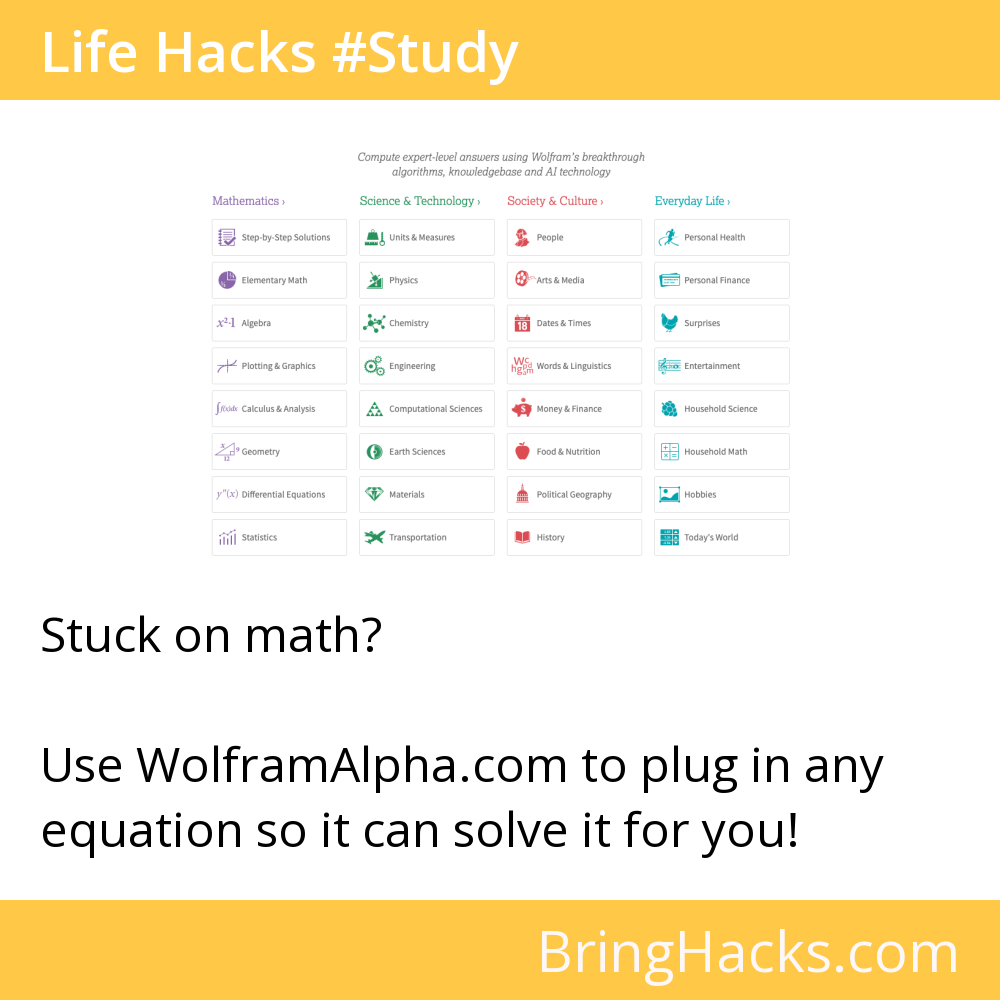 Life Hacks #Study
Compute expert-level answers using Wolfram's breakthrough
algorithms, knowledgebase and AI technology
Mathematics ›
Science & Technology ›
Society & Culture ›
Everyday Life ›
Step-by-Step Solutions
Units & Measures
People
Personal Health
Elementary Math
Physics
Arts & Media
Personal Finance
x²-1 Algebra
Chemistry
18 Dates & Times
Surprises
Plotting & Graphics
Engineering
Words & Linguistics
Entertainment
∫f(x)dx Calculus & Analysis
Computational Sciences
$ Money & Finance
Household Science
x 9 12 Geometry
Earth Sciences
Food & Nutrition
+ − × = Household Math
y″(x) Differential Equations
Materials
Political Geography
Hobbies
Statistics
Transportation
History
Today's World
Stuck on math?
Use WolframAlpha.com to plug in any
equation so it can solve it for you!
BringHacks.com